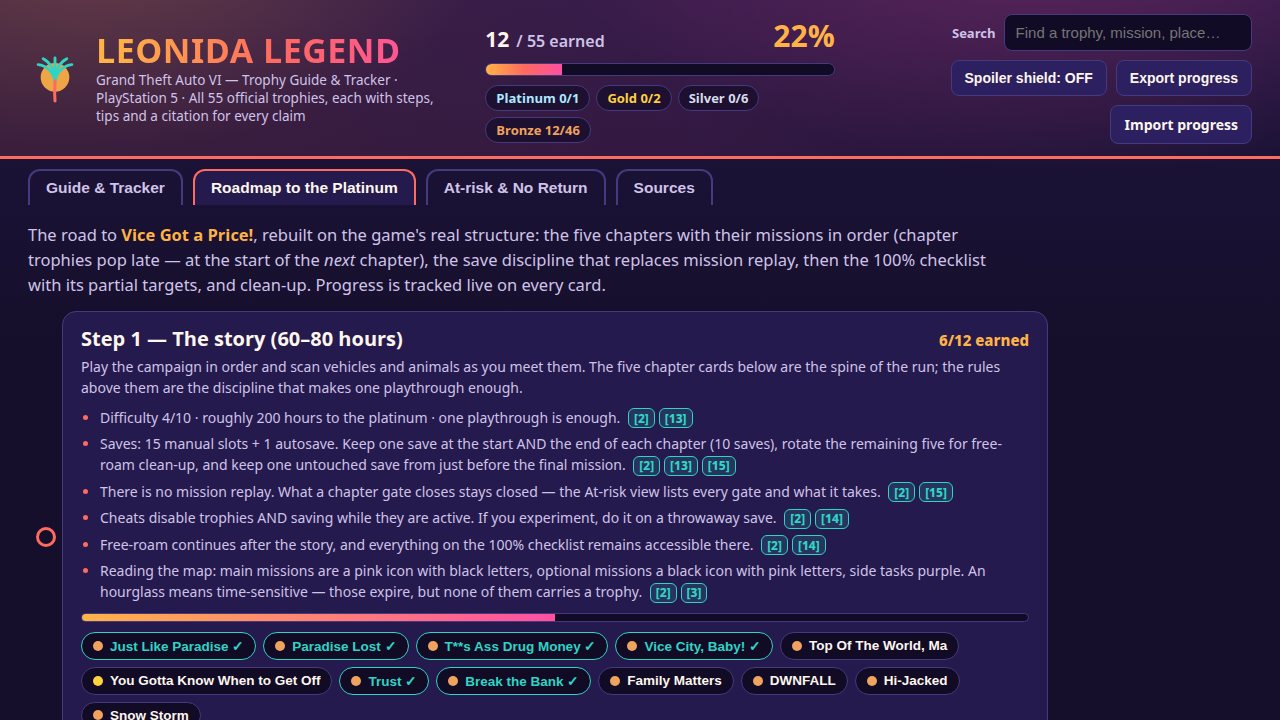 LEONIDA LEGEND
Grand Theft Auto VI — Trophy Guide & Tracker ·
PlayStation 5 · All 55 official trophies, each with steps,
tips and a citation for every claim
12 / 55 earned
22%
Platinum 0/1
Gold 0/2
Silver 0/6
Bronze 12/46
Search
Find a trophy, mission, place…
Spoiler shield: OFF
Export progress
Import progress
Guide & Tracker
Roadmap to the Platinum
At-risk & No Return
Sources
The road to Vice Got a Price!, rebuilt on the game's real structure: the five chapters with their missions in order (chapter
trophies pop late — at the start of the next chapter), the save discipline that replaces mission replay, then the 100% checklist
with its partial targets, and clean-up. Progress is tracked live on every card.
Step 1 — The story (60–80 hours)
6/12 earned
Play the campaign in order and scan vehicles and animals as you meet them. The five chapter cards below are the spine of the run; the rules
above them are the discipline that makes one playthrough enough.
Difficulty 4/10 · roughly 200 hours to the platinum · one playthrough is enough. [2] [13]
Saves: 15 manual slots + 1 autosave. Keep one save at the start AND the end of each chapter (10 saves), rotate the remaining five for free-
roam clean-up, and keep one untouched save from just before the final mission. [2] [13] [15]
There is no mission replay. What a chapter gate closes stays closed — the At-risk view lists every gate and what it takes. [2] [15]
Cheats disable trophies AND saving while they are active. If you experiment, do it on a throwaway save. [2] [14]
Free-roam continues after the story, and everything on the 100% checklist remains accessible there. [2] [14]
Reading the map: main missions are a pink icon with black letters, optional missions a black icon with pink letters, side tasks purple. An
hourglass means time-sensitive — those expire, but none of them carries a trophy. [2] [3]
Just Like Paradise ✓
Paradise Lost ✓
T**s Ass Drug Money ✓
Vice City, Baby! ✓
Top Of The World, Ma
You Gotta Know When to Get Off
Trust ✓
Break the Bank ✓
Family Matters
DWNFALL
Hi-Jacked
Snow Storm